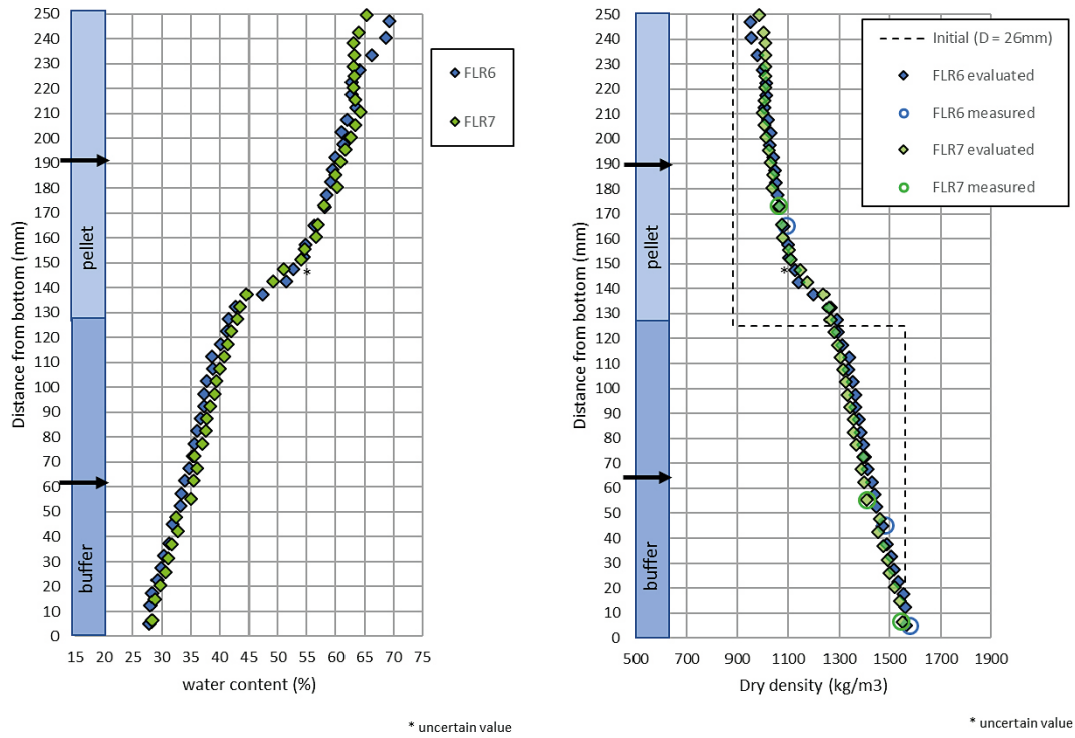 250
240
230
220
210
200
190
180
170
160
150
140
130
120
110
100
90
80
70
60
50
40
30
20
10
0
Distance from bottom (mm)
pellet
buffer
FLR6
FLR7
*
15 20 25 30 35 40 45 50 55 60 65 70 75
water content (%)
* uncertain value
250
240
230
220
210
200
190
180
170
160
150
140
130
120
110
100
90
80
70
60
50
40
30
20
10
0
Distance from bottom (mm)
pellet
buffer
Initial (D = 26mm)
FLR6 evaluated
FLR6 measured
FLR7 evaluated
FLR7 measured
*
500 700 900 1100 1300 1500 1700 1900
Dry density (kg/m3)
* uncertain value